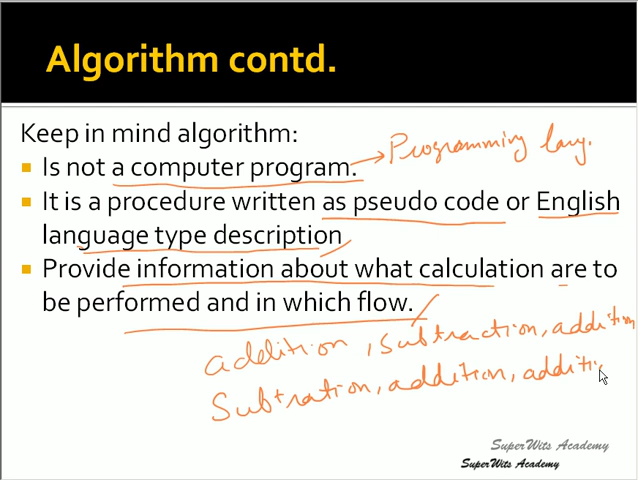 Algorithm contd.
Keep in mind algorithm:
Is not a computer program. → Programming lang.
It is a procedure written as pseudo code or English
language type description
Provide information about what calculation are to
be performed and in which flow.
addition, subtraction, addition
Subtration, addition, additi
SuperWits Academy
SuperWits Academy